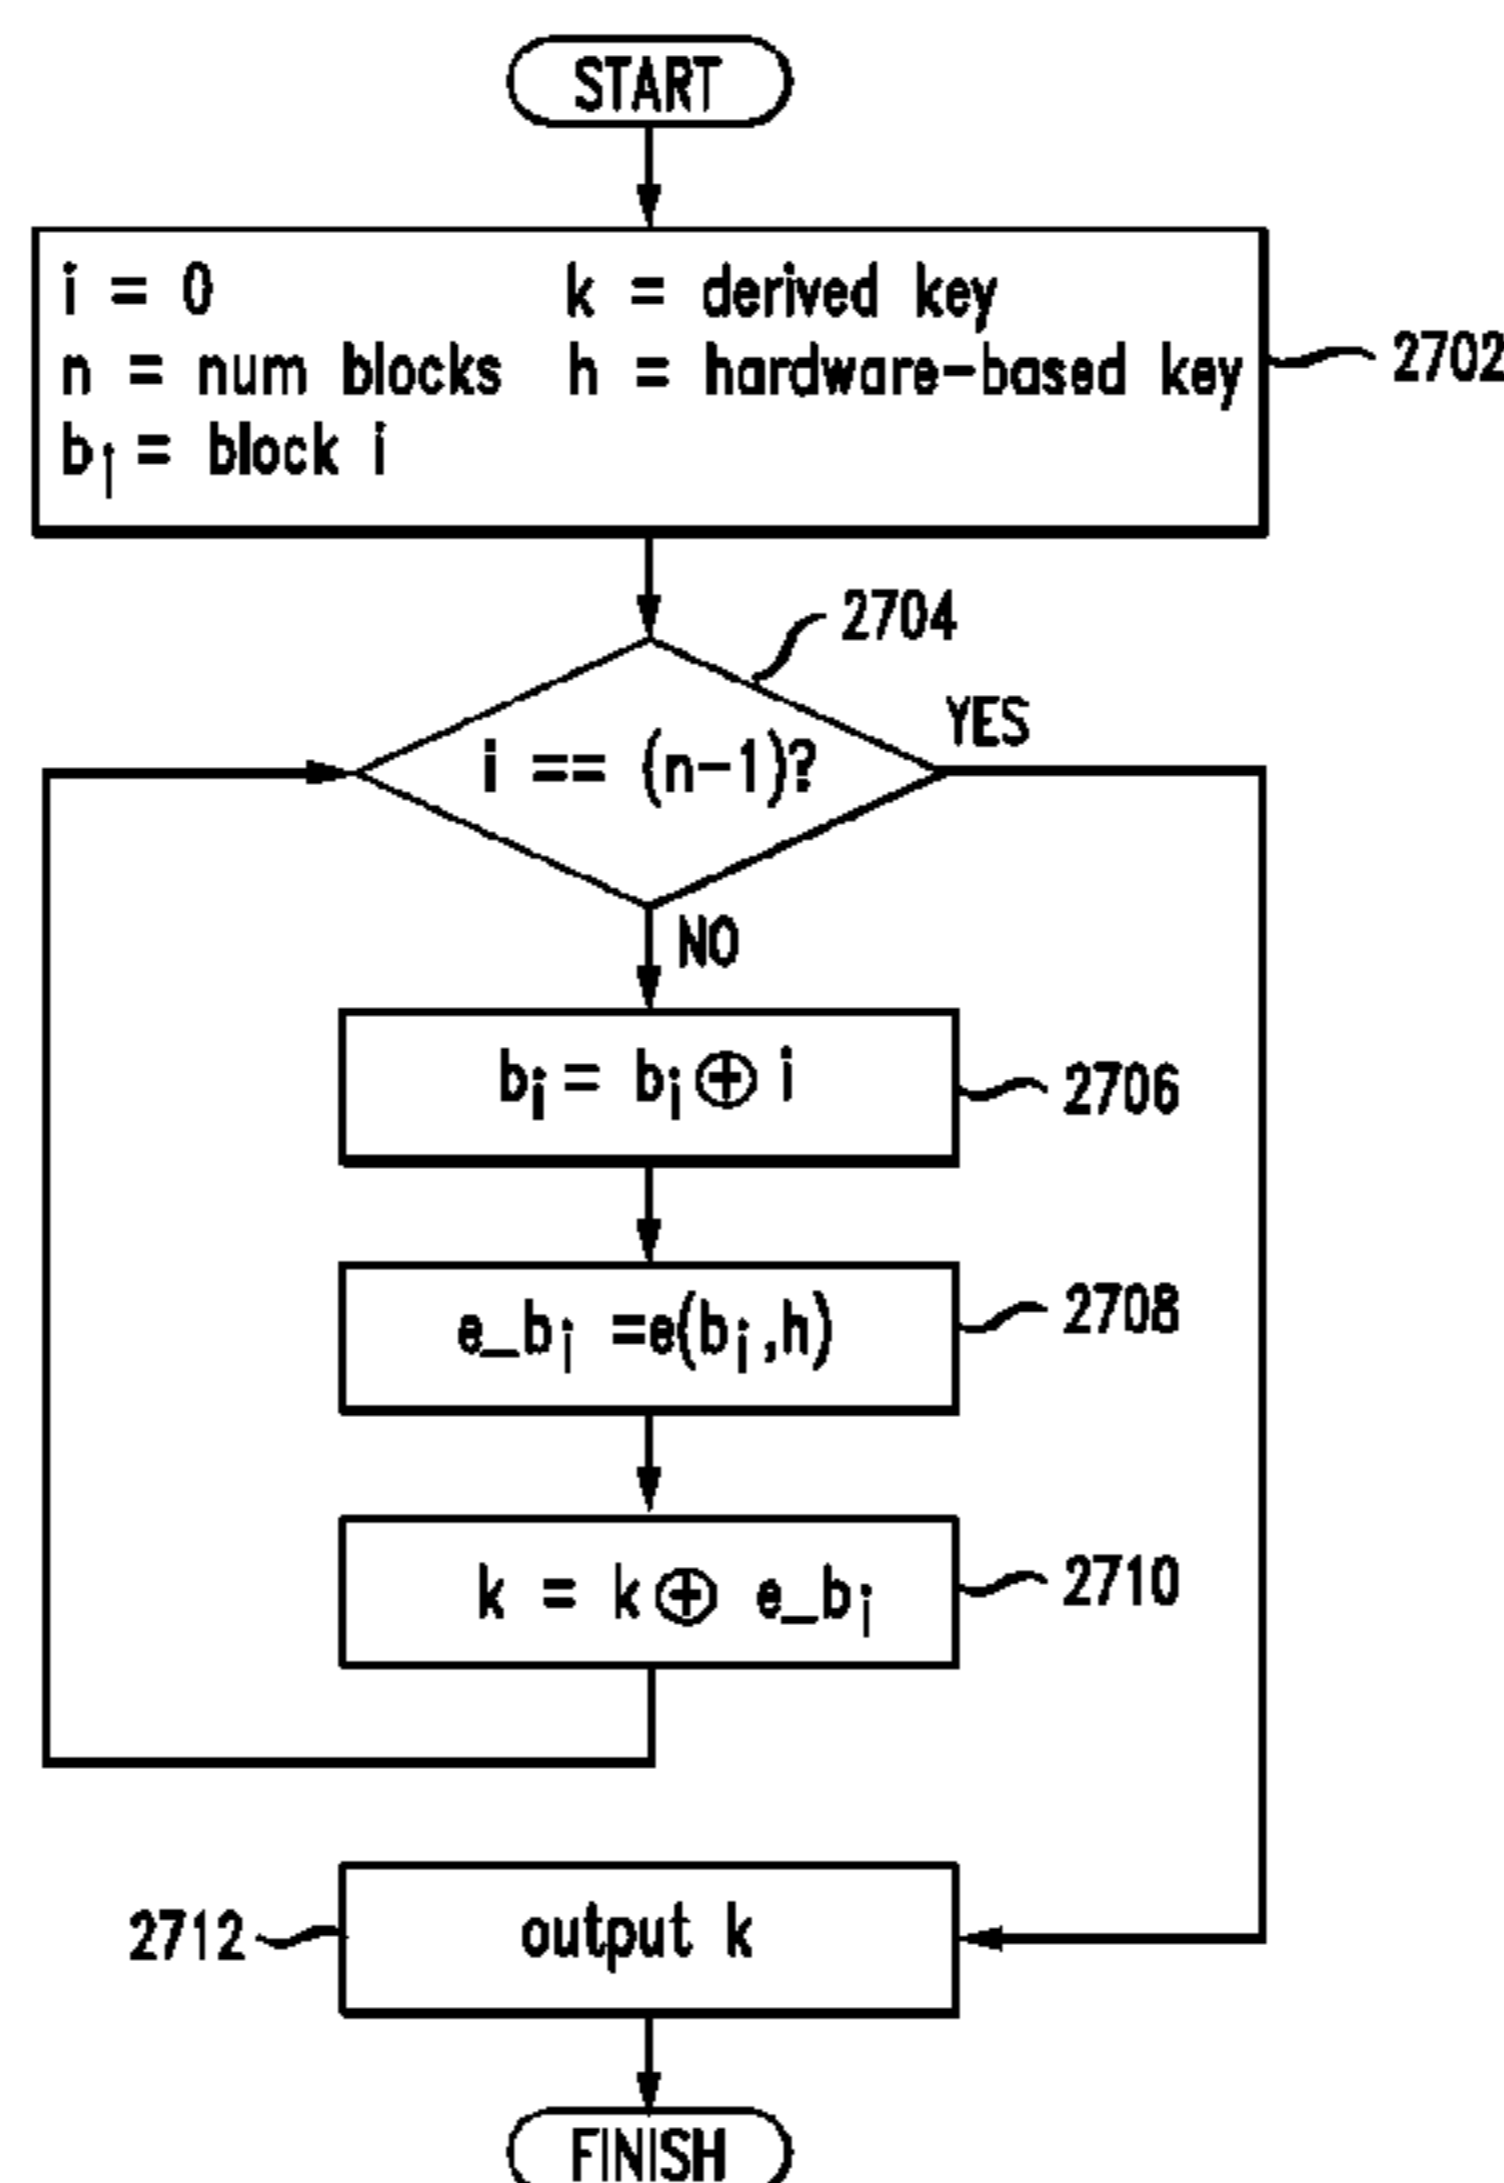 START
i = 0 k = derived key
n = num blocks h = hardware-based key
bi = block i
2702
2704
i == (n-1)?
YES
NO
bi = bi ⊕ i
2706
e_bi =e(bi,h)
2708
k = k ⊕ e_bi
2710
2712
output k
FINISH